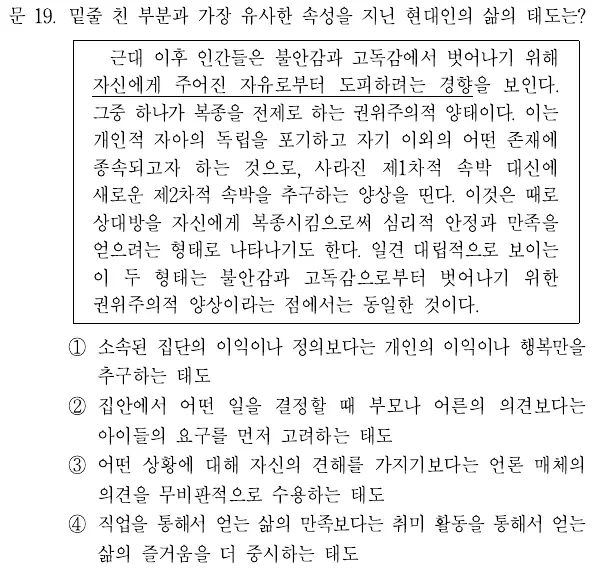 문 19. 밑줄 친 부분과 가장 유사한 속성을 지닌 현대인의 삶의 태도는?
근대 이후 인간들은 불안감과 고독감에서 벗어나기 위해
자신에게 주어진 자유로부터 도피하려는 경향을 보인다.
그중 하나가 복종을 전제로 하는 권위주의적 양태이다. 이는
개인적 자아의 독립을 포기하고 자기 이외의 어떤 존재에
종속되고자 하는 것으로, 사라진 제1차적 속박 대신에
새로운 제2차적 속박을 추구하는 양상을 띤다. 이것은 때로
상대방을 자신에게 복종시킴으로써 심리적 안정과 만족을
얻으려는 형태로 나타나기도 한다. 일견 대립적으로 보이는
이 두 형태는 불안감과 고독감으로부터 벗어나기 위한
권위주의적 양상이라는 점에서는 동일한 것이다.
① 소속된 집단의 이익이나 정의보다는 개인의 이익이나 행복만을
추구하는 태도
② 집안에서 어떤 일을 결정할 때 부모나 어른의 의견보다는
아이들의 요구를 먼저 고려하는 태도
③ 어떤 상황에 대해 자신의 견해를 가지기보다는 언론 매체의
의견을 무비판적으로 수용하는 태도
④ 직업을 통해서 얻는 삶의 만족보다는 취미 활동을 통해서 얻는
삶의 즐거움을 더 중시하는 태도